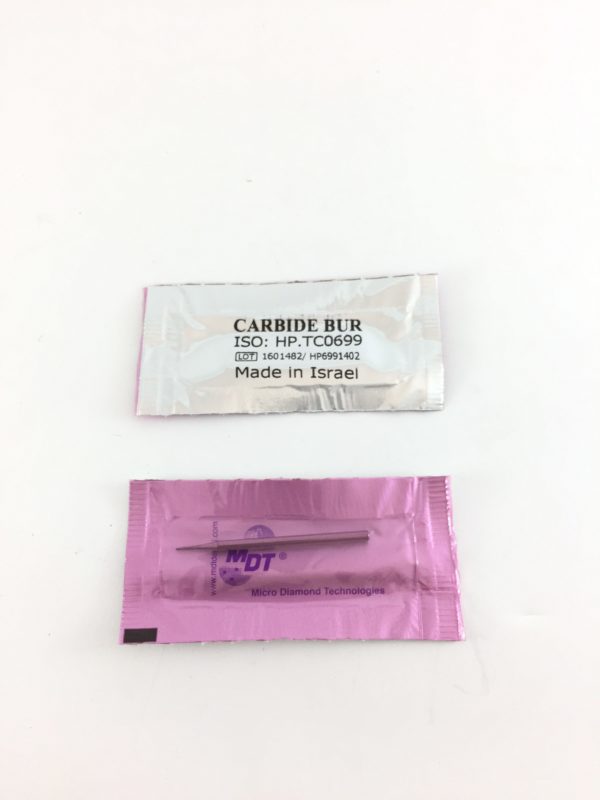 CARBIDE BUR
ISO: HP.TC0699
LOT 1601482/ HP6991402
Made in Israel
MDT®
Micro Diamond Technologies